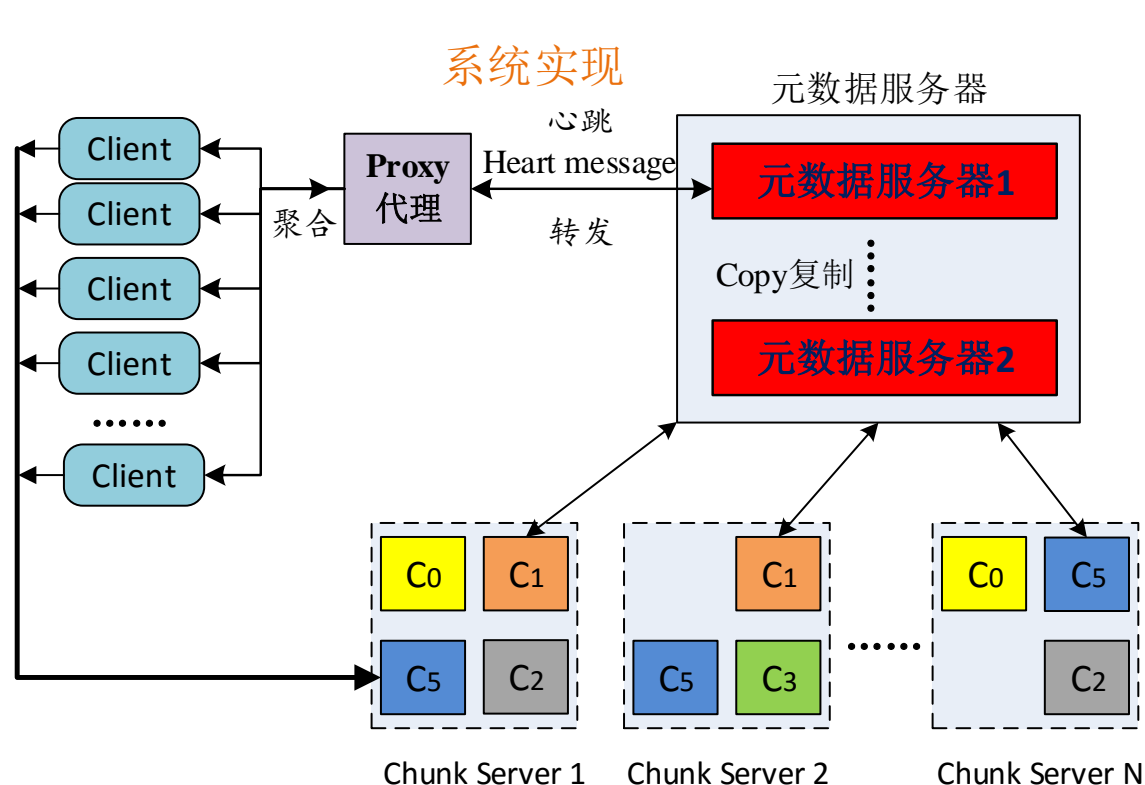 系统实现
元数据服务器
Client
Client
Client
Client
......
Client
聚合
Proxy
代理
心跳
Heart message
转发
元数据服务器1
Copy复制
元数据服务器2
C0
C1
C5
C2
Chunk Server 1
C1
C5
C3
Chunk Server 2
......
C0
C5
C2
Chunk Server N